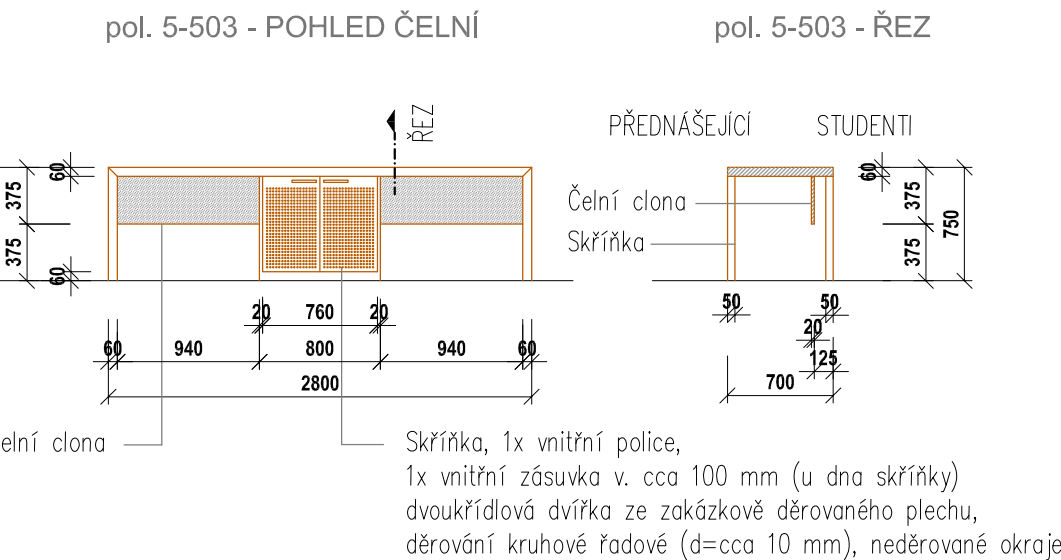 pol. 5-503 - POHLED ČELNÍ
pol. 5-503 - ŘEZ
ŘEZ
PŘEDNÁŠEJÍCÍ
STUDENTI
60
375
375
60
Čelní clona
Skříňka
60
375
375
750
20
760
20
60
940
800
940
60
2800
50
50
20
125
700
elní clona
Skříňka, 1x vnitřní police,
1x vnitřní zásuvka v. cca 100 mm (u dna skříňky)
dvoukřídlová dvířka ze zakázkově děrovaného plechu,
děrování kruhové řadové (d=cca 10 mm), neděrované okraje